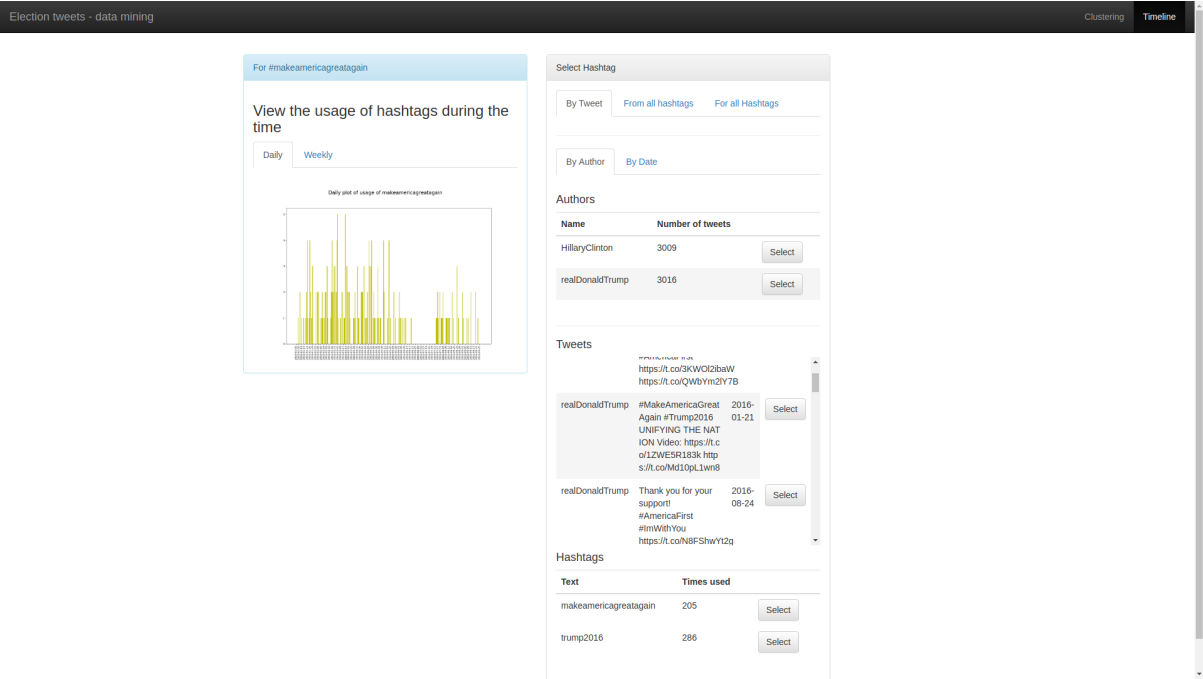 Election tweets - data mining
Clustering
Timeline
For #makeamericagreatagain
View the usage of hashtags during the
time
Daily
Weekly
Daily plot of usage of makeamericagreatagain
Select Hashtag
By Tweet
From all hashtags
For all Hashtags
By Author
By Date
Authors
Name Number of tweets
HillaryClinton 3009 Select
realDonaldTrump 3016 Select
Tweets
#AmericaFirst
https://t.co/3KWOl2ibaW
https://t.co/QWbYm2lY7B
realDonaldTrump #MakeAmericaGreat 2016- Select
Again #Trump2016 01-21
UNIFYING THE NAT
ION Video: https://t.c
o/1ZWE5R183k http
s://t.co/Md10pL1wn8
realDonaldTrump Thank you for your 2016- Select
support! 08-24
#AmericaFirst
#ImWithYou
https://t.co/N8FShwYt2g
Hashtags
Text Times used
makeamericagreatagain 205 Select
trump2016 286 Select